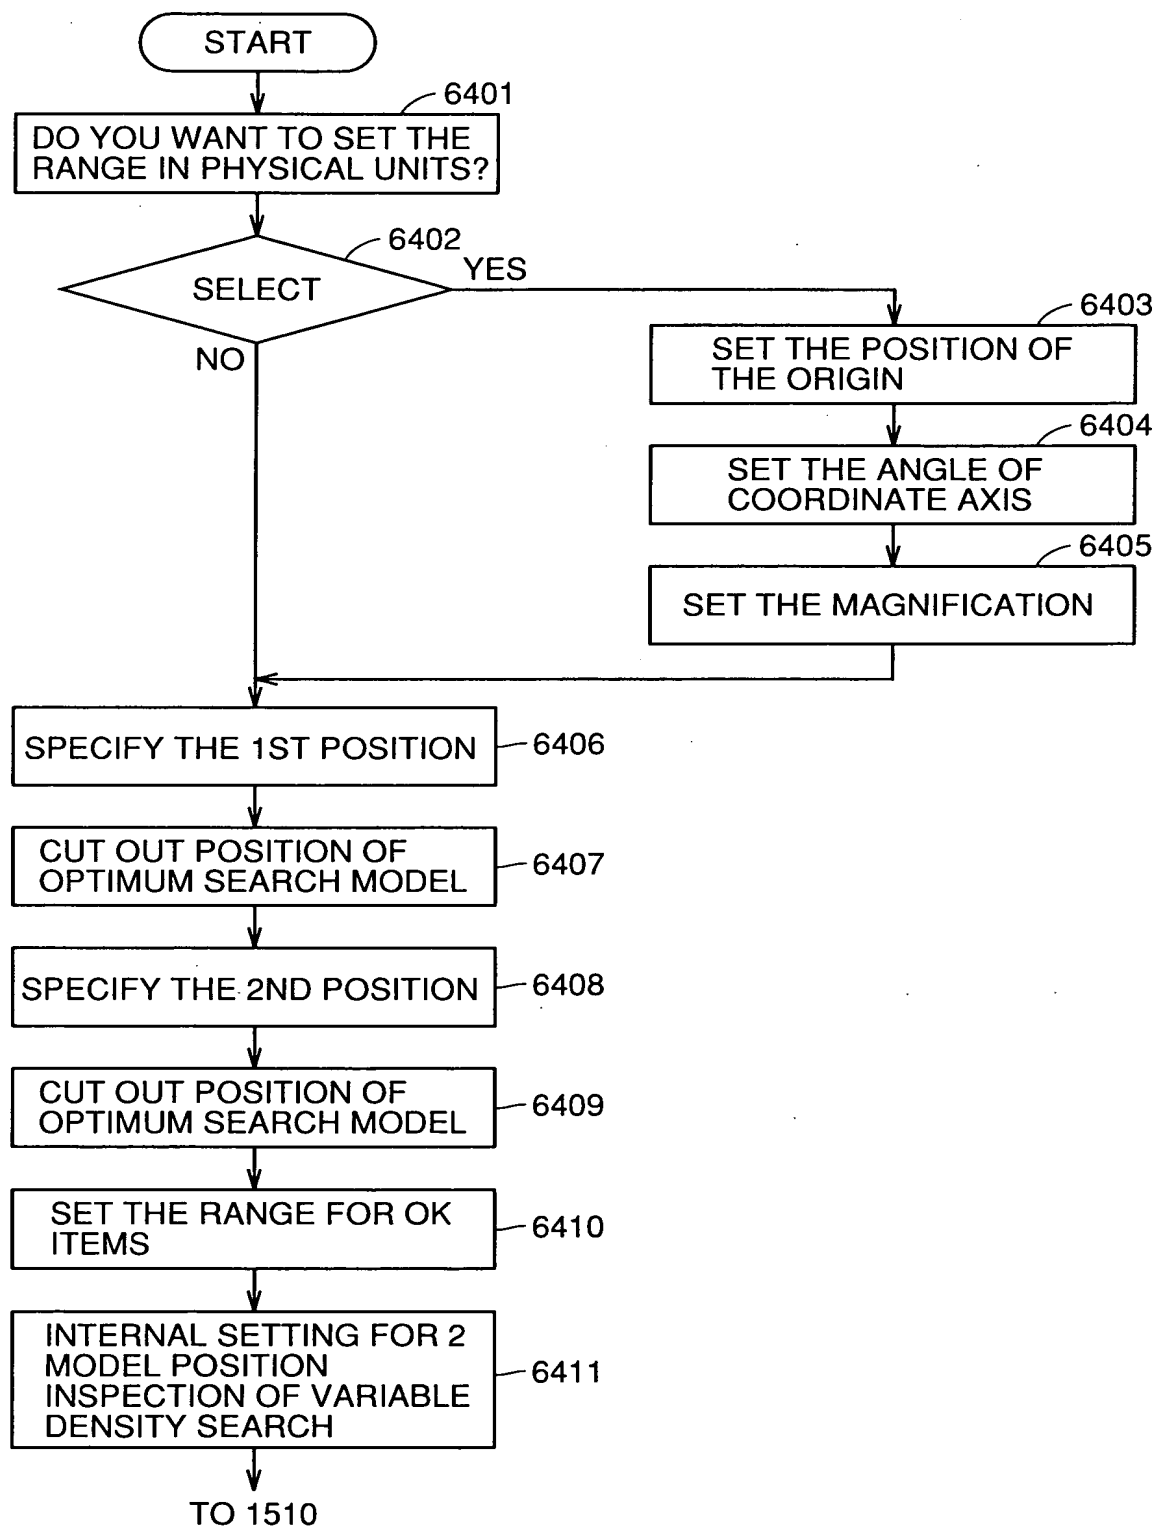 START
6401
DO YOU WANT TO SET THE
RANGE IN PHYSICAL UNITS?
6402
SELECT
YES
NO
6403
SET THE POSITION OF
THE ORIGIN
6404
SET THE ANGLE OF
COORDINATE AXIS
6405
SET THE MAGNIFICATION
SPECIFY THE 1ST POSITION
6406
CUT OUT POSITION OF
OPTIMUM SEARCH MODEL
6407
SPECIFY THE 2ND POSITION
6408
CUT OUT POSITION OF
OPTIMUM SEARCH MODEL
6409
SET THE RANGE FOR OK
ITEMS
6410
INTERNAL SETTING FOR 2
MODEL POSITION
INSPECTION OF VARIABLE
DENSITY SEARCH
6411
TO 1510